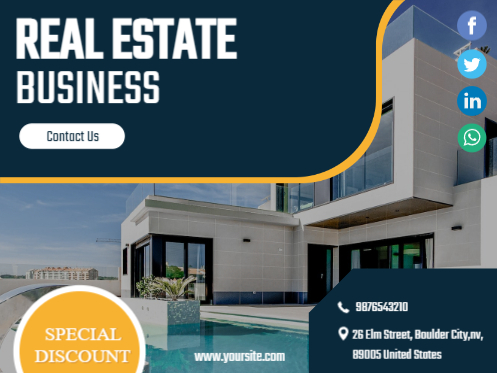 REAL ESTATE
BUSINESS
Contact Us
f
in
SPECIAL
DISCOUNT
www.yoursite.com
9876543210
26 Elm Street, Boulder City,nv,
89005 United States